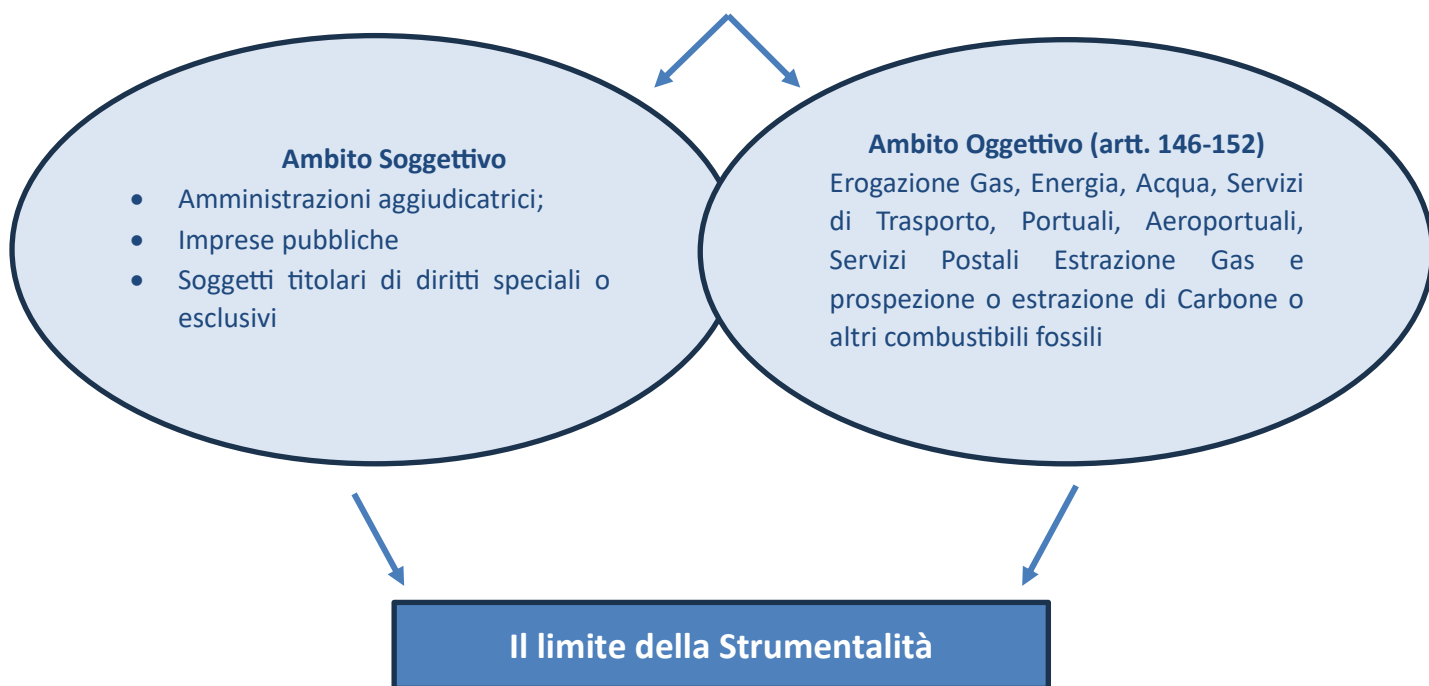 Ambito Soggettivo
• Amministrazioni aggiudicatrici;
• Imprese pubbliche
• Soggetti titolari di diritti speciali o
esclusivi
Ambito Oggettivo (artt. 146-152)
Erogazione Gas, Energia, Acqua, Servizi
di Trasporto, Portuali, Aeroportuali,
Servizi Postali Estrazione Gas e
prospezione o estrazione di Carbone o
altri combustibili fossili
Il limite della Strumentalità